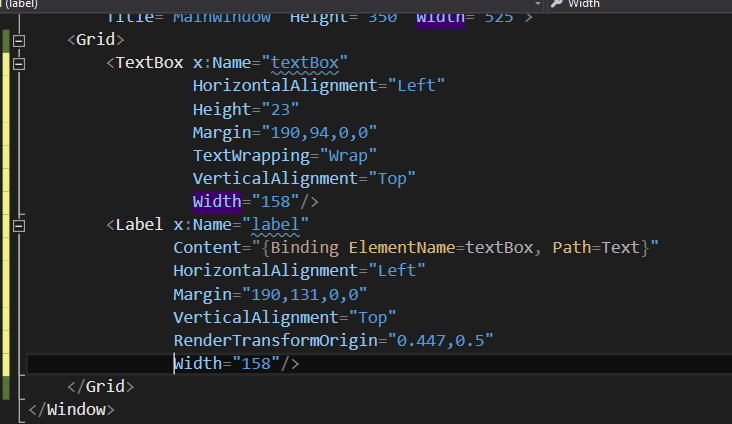 (label)
Width
Title="MainWindow" Height="350" Width="525">
<Grid>
<TextBox x:Name="textBox"
HorizontalAlignment="Left"
Height="23"
Margin="190,94,0,0"
TextWrapping="Wrap"
VerticalAlignment="Top"
Width="158"/>
<Label x:Name="label"
Content="{Binding ElementName=textBox, Path=Text}"
HorizontalAlignment="Left"
Margin="190,131,0,0"
VerticalAlignment="Top"
RenderTransformOrigin="0.447,0.5"
Width="158"/>
</Grid>
</Window>